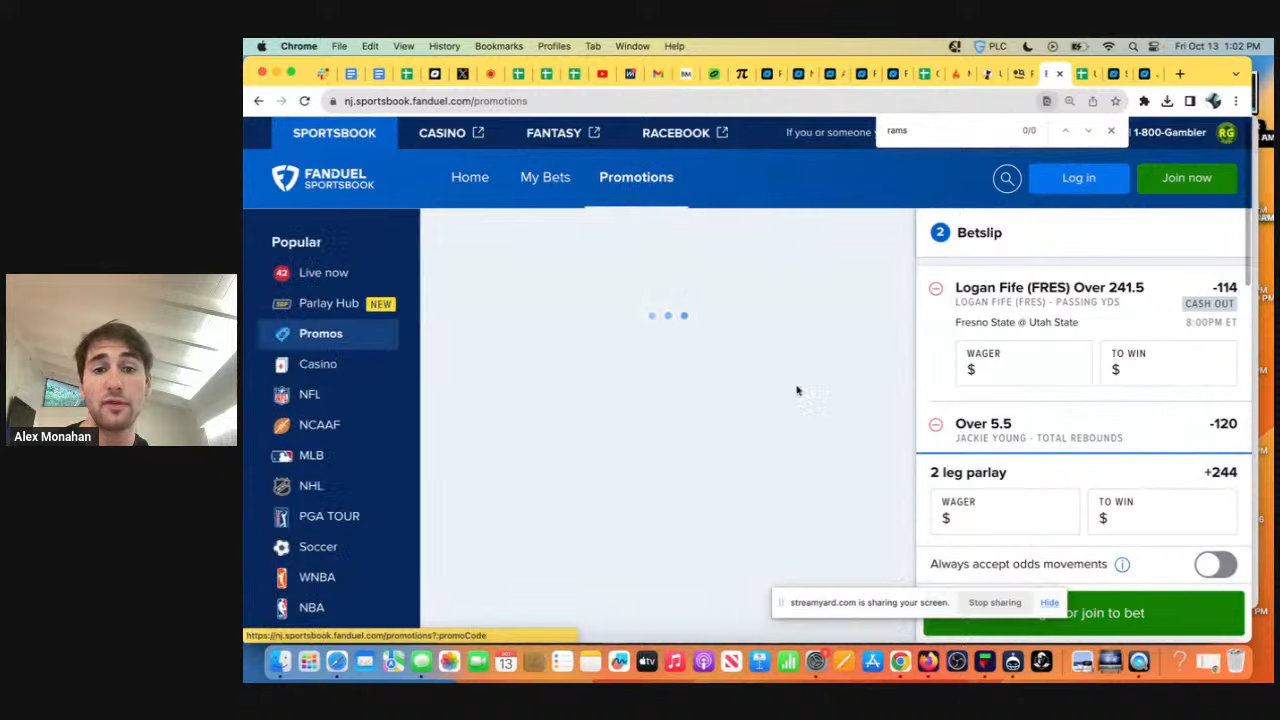 Chrome File Edit View History Bookmarks Profiles Tab Window Help PLC Fri Oct 13 1:02 PM
nj.sportsbook.fanduel.com/promotions
rams 0/0
SPORTSBOOK CASINO FANTASY RACEBOOK If you or someone 1-800-Gambler RG
FANDUEL
SPORTSBOOK
Home My Bets Promotions Log in Join now
Popular
42 Live now
SGP Parlay Hub NEW
Promos
Casino
NFL
NCAAF
MLB
NHL
PGA TOUR
Soccer
WNBA
NBA
2 Betslip
Logan Fife (FRES) Over 241.5 -114
LOGAN FIFE (FRES) - PASSING YDS CASH OUT
Fresno State @ Utah State 8:00PM ET
WAGER TO WIN
$ $
Over 5.5 -120
JACKIE YOUNG - TOTAL REBOUNDS
2 leg parlay +244
WAGER TO WIN
$ $
Always accept odds movements
streamyard.com is sharing your screen. Stop sharing Hide
or join to bet
https://nj.sportsbook.fanduel.com/promotions?:promoCode
Alex Monahan